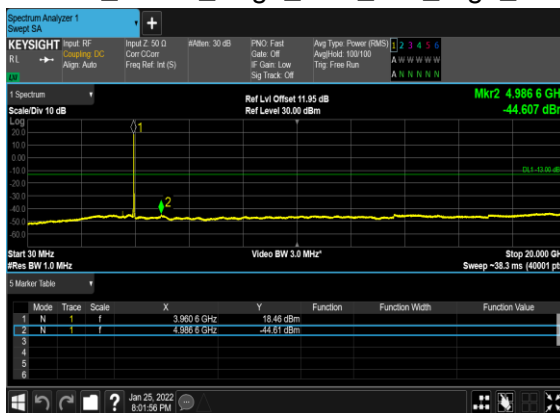 Spectrum Analyzer 1
Swept SA
KEYSIGHT Input: RF Input Z: 50 Ω #Atten: 30 dB PNO: Fast Avg Type: Power (RMS) 1 2 3 4 5 6
RL Coupling: DC Corr CCorr Gate: Off Avg|Hold: 100/100 A W W W W W
Align: Auto Freq Ref: Int (S) IF Gain: Low Trig: Free Run
Sig Track: Off A N N N N N
LXI
1 Spectrum Ref Lvl Offset 11.95 dB Mkr2 4.986 6 GH
Scale/Div 10 dB Ref Level 30.00 dBm -44.607 dBm
Log
20.0
10.0
0.00
-10.0
DL1 -13.00 dB
-20.0
-30.0
-40.0
-50.0
-60.0
1
2
Start 30 MHz Video BW 3.0 MHz* Stop 20.000 GH
#Res BW 1.0 MHz Sweep ~38.3 ms (40001 pt
5 Marker Table
Mode Trace Scale X Y Function Function Width Function Value
1 N 1 f 3.960 6 GHz 18.46 dBm
2 N 1 f 4.986 6 GHz -44.61 dBm
3
4
5
6
? Jan 25, 2022
8:01:56 PM